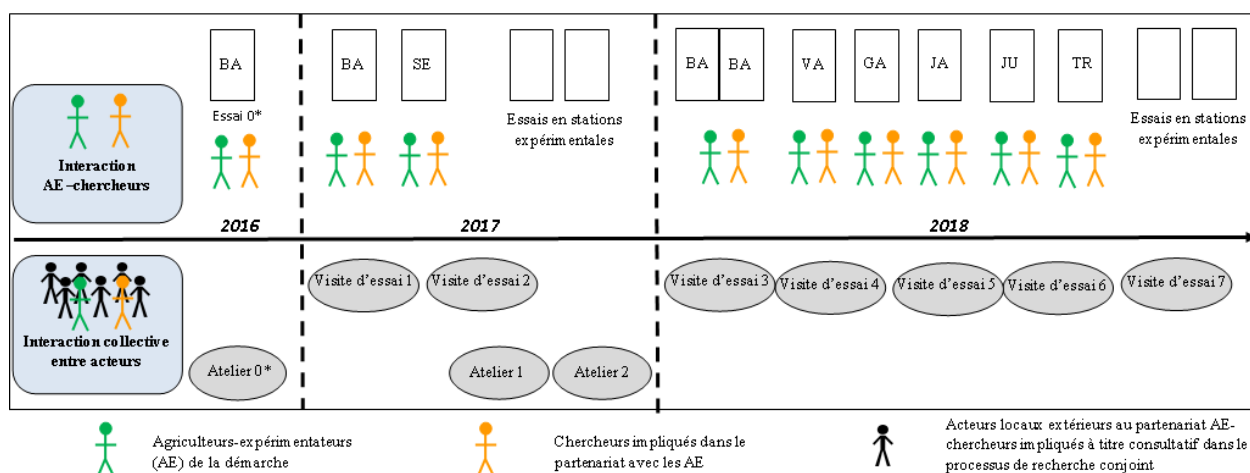 BA
BA
SE
BA
BA
VA
GA
JA
JU
TR
Essai 0*
Essais en stations
expérimentales
Essais en stations
expérimentales
Interaction
AE–chercheurs
2016
2017
2018
Visite d'essai 1
Visite d'essai 2
Visite d'essai 3
Visite d'essai 4
Visite d'essai 5
Visite d'essai 6
Visite d'essai 7
Interaction collective
entre acteurs
Atelier 0*
Atelier 1
Atelier 2
Agriculteurs-expérimentateurs
(AE) de la démarche
Chercheurs impliqués dans le
partenariat avec les AE
Acteurs locaux extérieurs au partenariat AE-
chercheurs impliqués à titre consultatif dans le
processus de recherche conjoint